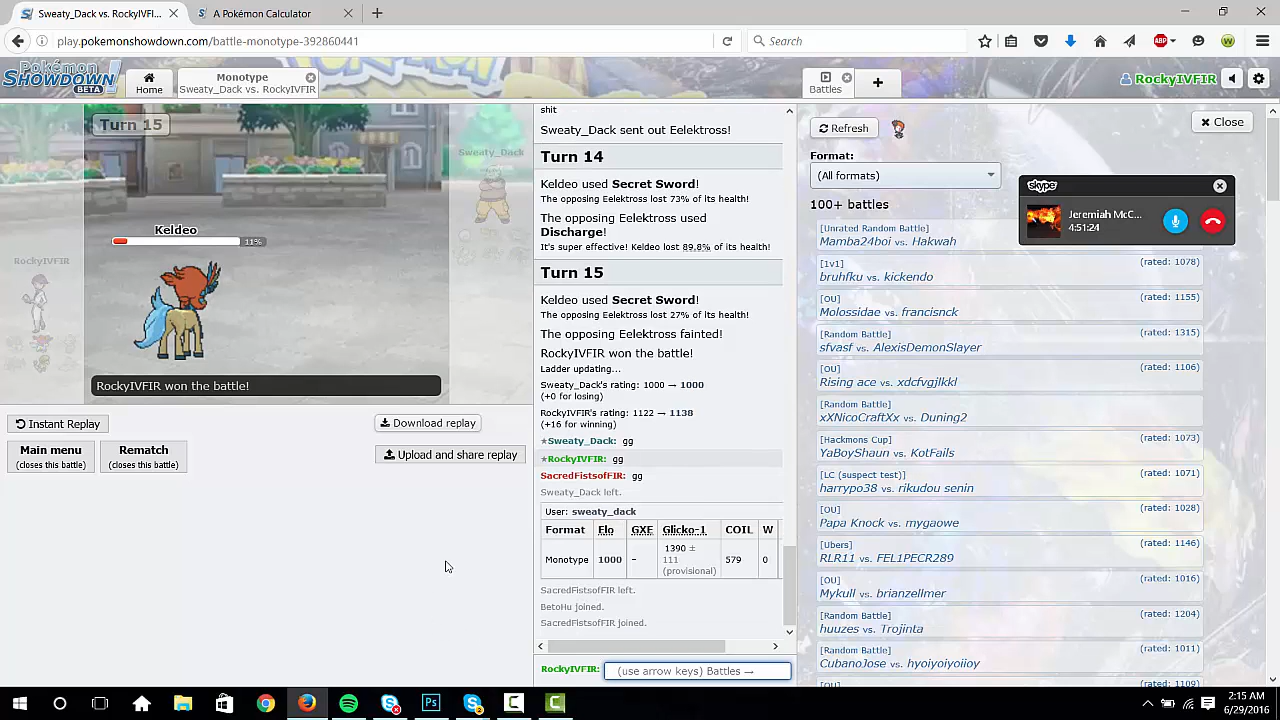 Sweaty_Dack vs. RockyIVFI...
A Pokémon Calculator
play.pokemonshowdown.com/battle-monotype-392860441
Search
ABP
Pokémon
SHOWDOWN
BETA
Home
Monotype
Sweaty_Dack vs. RockyIVFIR
Battles
RockyIVFIR
Turn 15
Sweaty_Dack
Keldeo
11%
RockyIVFIR
RockyIVFIR won the battle!
Instant Replay
Download replay
Main menu
(closes this battle)
Rematch
(closes this battle)
Upload and share replay
shit
Sweaty_Dack sent out Eelektross!
Turn 14
Keldeo used Secret Sword!
The opposing Eelektross lost 73% of its health!
The opposing Eelektross used
Discharge!
It's super effective! Keldeo lost 89.8% of its health!
Turn 15
Keldeo used Secret Sword!
The opposing Eelektross lost 27% of its health!
The opposing Eelektross fainted!
RockyIVFIR won the battle!
Ladder updating...
Sweaty_Dack's rating: 1000 → 1000
(+0 for losing)
RockyIVFIR's rating: 1122 → 1138
(+16 for winning)
★Sweaty_Dack: gg
★RockyIVFIR: gg
SacredFistsofFIR: gg
Sweaty_Dack left.
User: sweaty_dack
Format Elo GXE Glicko-1 COIL W
Monotype 1000 – 1390 ± 111 (provisional) 579 0
SacredFistsofFIR left.
BetoHu joined.
SacredFistsofFIR joined.
RockyIVFIR: (use arrow keys) Battles →
Refresh
Close
Format:
(All formats)
100+ battles
[Unrated Random Battle]
Mamba24boi vs. Hakwah
[1v1] (rated: 1078)
bruhfku vs. kickendo
[OU] (rated: 1155)
Molossidae vs. francisnck
[Random Battle] (rated: 1315)
sfvasf vs. AlexisDemonSlayer
[OU] (rated: 1106)
Rising ace vs. xdcfvgjlkkl
[Random Battle]
xXNicoCraftXx vs. Duning2
[Hackmons Cup] (rated: 1073)
YaBoyShaun vs. KotFails
[LC (suspect test)] (rated: 1071)
harrypo38 vs. rikudou senin
[OU] (rated: 1028)
Papa Knock vs. mygaowe
[Ubers] (rated: 1146)
RLR11 vs. FEL1PECR289
[OU] (rated: 1016)
Mykull vs. brianzellmer
[Random Battle] (rated: 1204)
huuzes vs. Trojinta
[Random Battle] (rated: 1011)
CubanoJose vs. hyoiyoiyoiioy
[OU] (rated: 1109)
skype
Jeremiah McC...
4:51:24
Ps
2:15 AM
6/29/2016